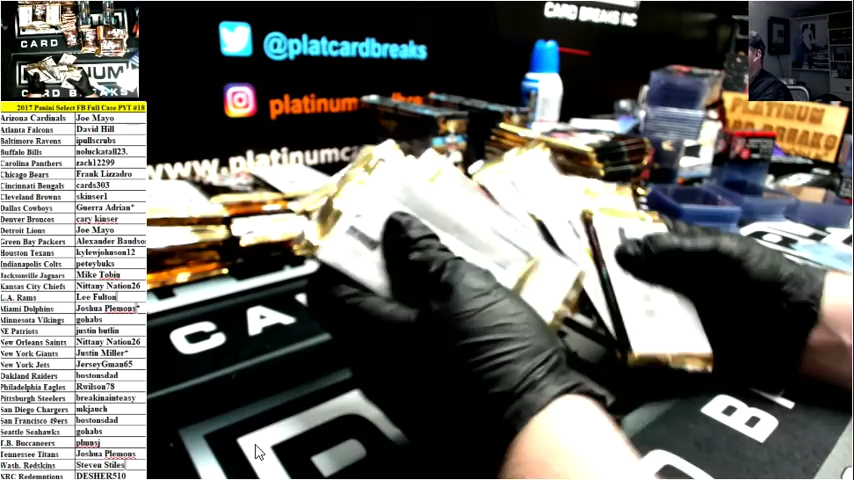 CARD BREAKS RC
@platcardbreaks
platinum
www.platinumc
PLATINUM
BREAKS
CARD
NUM
CARD BREAKS
CA
2017 Panini Select FB Full Case PYT #18
Arizona Cardinals Joe Mayo
Atlanta Falcons David Hill
Baltimore Ravens ipullscrubs
Buffalo Bills noluckatall23.
Carolina Panthers zach12299
Chicago Bears Frank Lizzadro
Cincinnati Bengals cards303
Cleveland Browns skinser1
Dallas Cowboys Guerra Adrian*
Denver Broncos cary kinser
Detroit Lions Joe Mayo
Green Bay Packers Alexander Baudso
Houston Texans kylewjohnson12
Indianapolis Colts peteybuks
Jacksonville Jaguars Mike Tobin
Kansas City Chiefs Nittany Nation26
L.A. Rams Lee Fulton
Miami Dolphins Joshua Plemons*
Minnesota Vikings gohabs
NE Patriots justin butlin
New Orleans Saints Nittany Nation26
New York Giants Justin Miller*
New York Jets JerseyGman65
Oakland Raiders bostonsdad
Philadelphia Eagles Rwilson78
Pittsburgh Steelers breakinainteasy
San Diego Chargers mkjauch
San Francisco 49ers bostonsdad
Seattle Seahawks gohabs
T.B. Buccaneers phunsj
Tennessee Titans Joshua Plemons
Wash. Redskins Steven Stiles
XRC Redemptions DESHER510